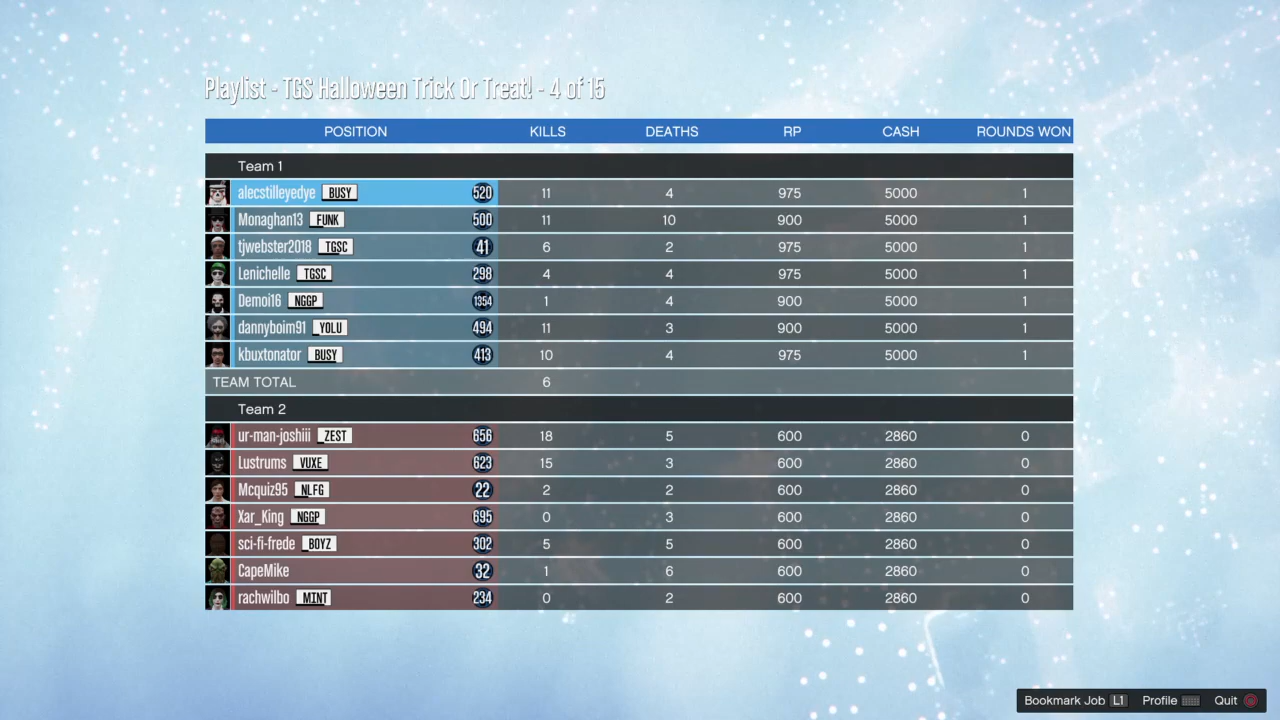 Playlist - TGS Halloween Trick Or Treat! - 4 of 15
POSITION KILLS DEATHS RP CASH ROUNDS WON
Team 1
alecstilleyedye BUSY 520 11 4 975 5000 1
Monaghan13 FUNK 500 11 10 900 5000 1
tjwebster2018 TGSC 41 6 2 975 5000 1
Lenichelle TGSC 298 4 4 975 5000 1
Demoi16 NGGP 1354 1 4 900 5000 1
dannyboim91 YOLU 494 11 3 900 5000 1
kbuxtonator BUSY 413 10 4 975 5000 1
TEAM TOTAL 6
Team 2
ur-man-joshiii ZEST 656 18 5 600 2860 0
Lustrums VUXE 623 15 3 600 2860 0
Mcquiz95 NLFG 22 2 2 600 2860 0
Xar_King NGGP 695 0 3 600 2860 0
sci-fi-frede BOYZ 302 5 5 600 2860 0
CapeMike 32 1 6 600 2860 0
rachwilbo MINT 234 0 2 600 2860 0
Bookmark Job L1 Profile Quit